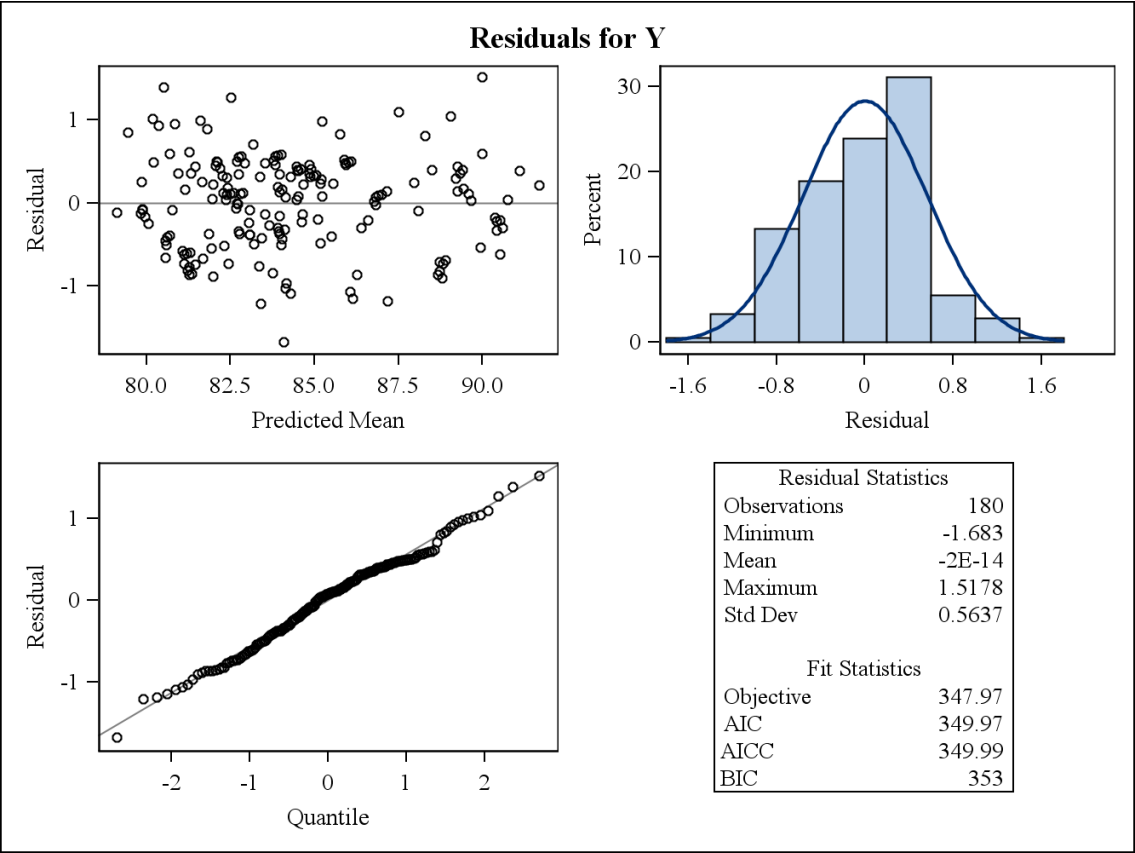 Residuals for Y
1
0
-1
Residual
80.0 82.5 85.0 87.5 90.0
Predicted Mean
30
20
10
0
Percent
-1.6 -0.8 0 0.8 1.6
Residual
1
0
-1
Residual
-2 -1 0 1 2
Quantile
Residual Statistics
Observations 180
Minimum -1.683
Mean -2E-14
Maximum 1.5178
Std Dev 0.5637
Fit Statistics
Objective 347.97
AIC 349.97
AICC 349.99
BIC 353